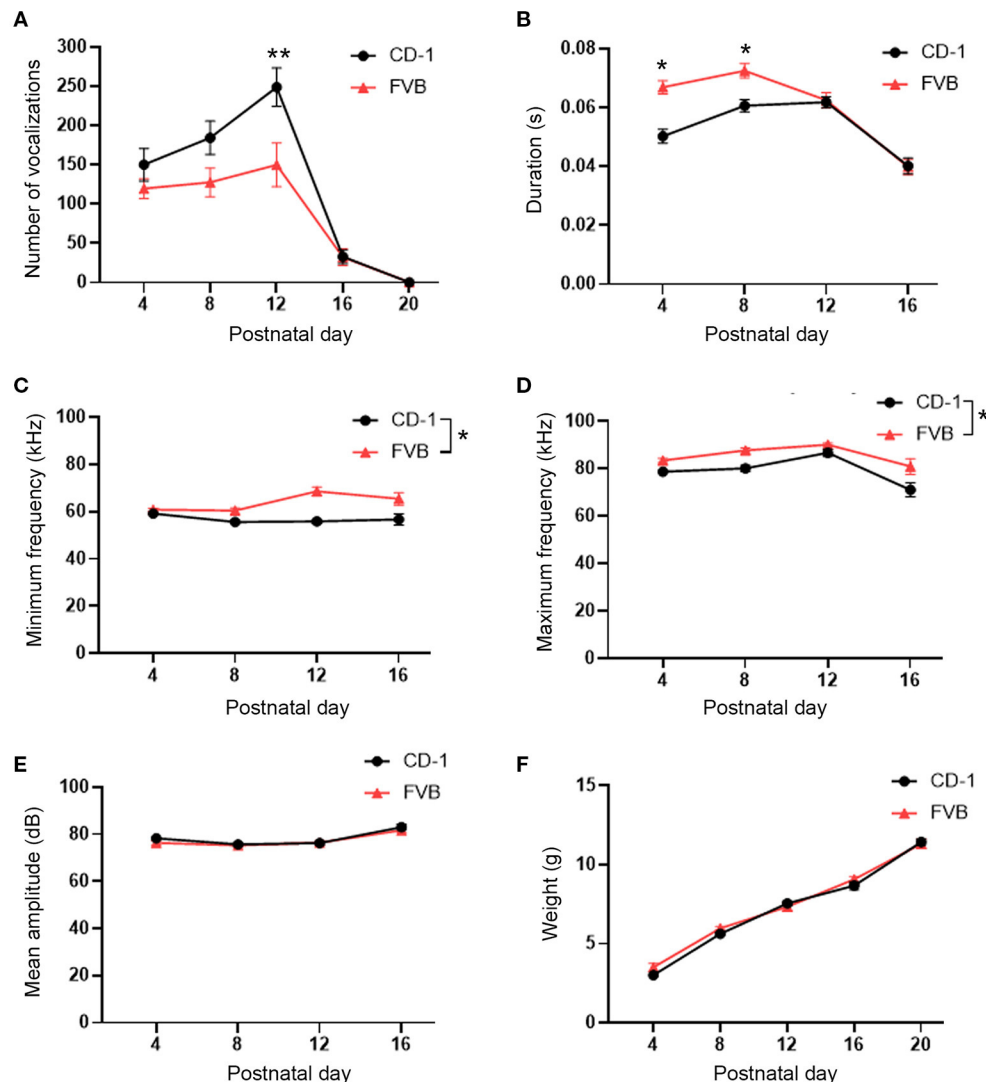 A
300
250
200
150
100
50
0
Number of vocalizations
**
CD-1
FVB
4 8 12 16 20
Postnatal day
B
0.08
0.06
0.04
0.02
0.00
Duration (s)
* *
CD-1
FVB
4 8 12 16
Postnatal day
C
100
80
60
40
20
0
Minimum frequency (kHz)
CD-1
FVB
*
4 8 12 16
Postnatal day
D
100
80
60
40
20
0
Maximum frequency (kHz)
CD-1
FVB
*
4 8 12 16
Postnatal day
E
100
80
60
40
20
0
Mean amplitude (dB)
CD-1
FVB
4 8 12 16
Postnatal day
F
15
10
5
0
Weight (g)
CD-1
FVB
4 8 12 16 20
Postnatal day